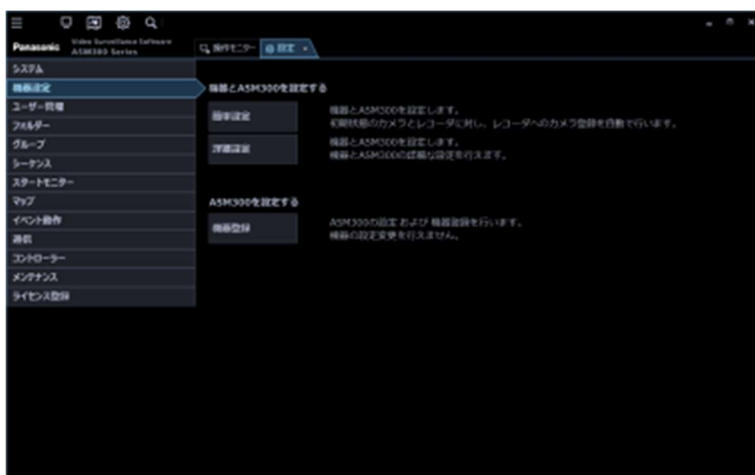 Panasonic
Video Surveillance Software
ASM300 Series
操作モニター
設定
システム
機器設定
ユーザー管理
フォルダー
グループ
シーケンス
スタートモニター
マップ
イベント動作
通信
コントローラー
メンテナンス
ライセンス登録
機器とASM300を設定する
簡単設定
機器とASM300を設定します。
初期状態のカメラとレコーダに対し、レコーダへのカメラ登録を自動で行います。
詳細設定
機器とASM300を設定します。
機器とASM300の詳細な設定を行えます。
ASM300を設定する
機器登録
ASM300の設定 および 機器登録を行います。
機器の設定変更を行えません。